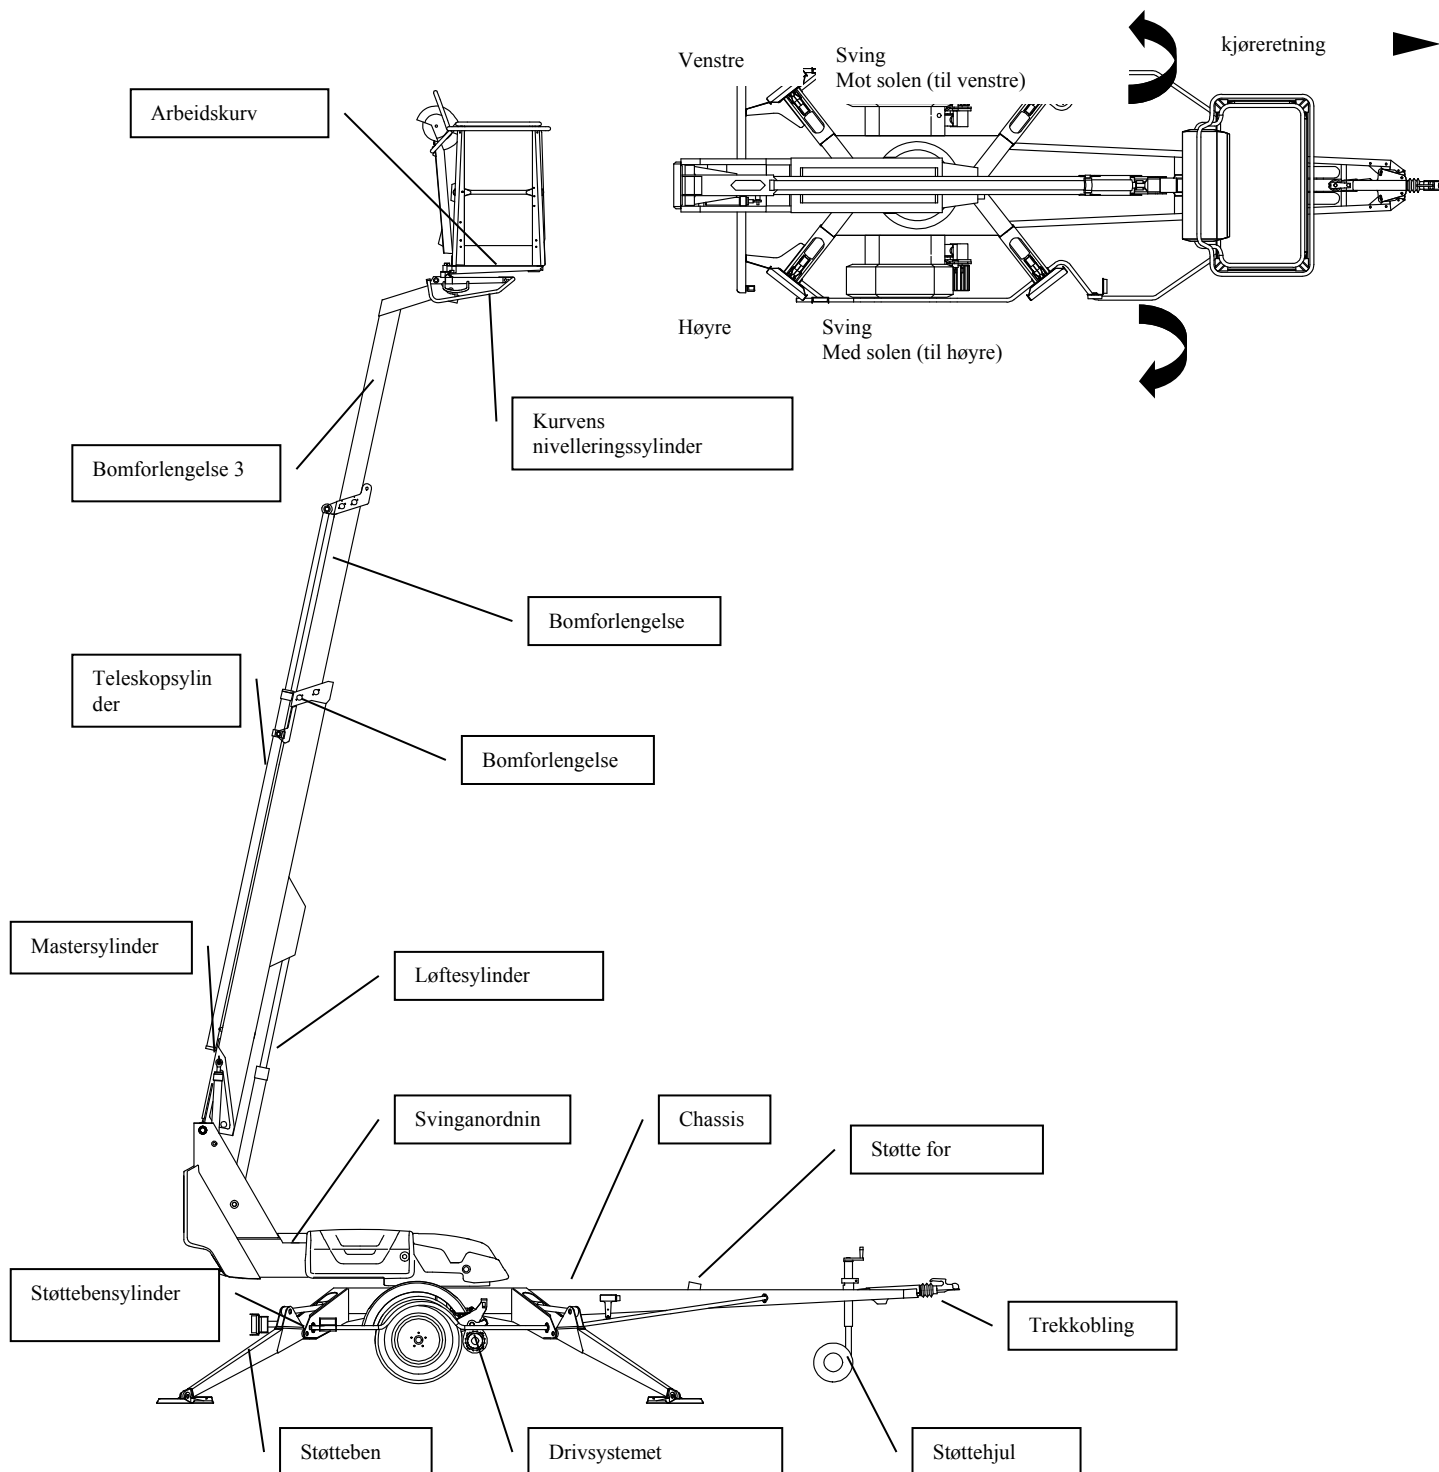 Venstre
Sving
Mot solen (til venstre)
kjøreretning
Arbeidskurv
Høyre
Sving
Med solen (til høyre)
Kurvens
nivelleringssylinder
Bomforlengelse 3
Bomforlengelse
Teleskopsylin
der
Bomforlengelse
Mastersylinder
Løftesylinder
Svinganordnin
Chassis
Støtte for
Støttebensylinder
Trekkobling
Støtteben
Drivsystemet
Støttehjul